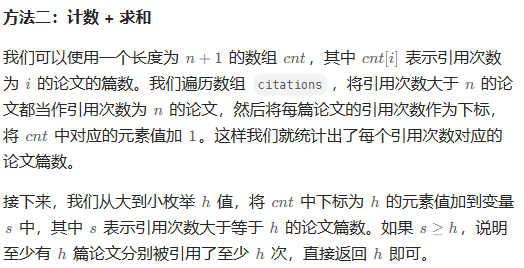 方法二：计数 + 求和
我们可以使用一个长度为 n + 1 的数组 cnt，其中 cnt[i] 表示引用次数
为 i 的论文的篇数。我们遍历数组 citations ，将引用次数大于 n 的论
文都当作引用次数为 n 的论文，然后将每篇论文的引用次数作为下标，
将 cnt 中对应的元素值加 1。这样我们就统计出了每个引用次数对应的
论文篇数。
接下来，我们从大到小枚举 h 值，将 cnt 中下标为 h 的元素值加到变量
s 中，其中 s 表示引用次数大于等于 h 的论文篇数。如果 s ≥ h，说明
至少有 h 篇论文分别被引用了至少 h 次，直接返回 h 即可。